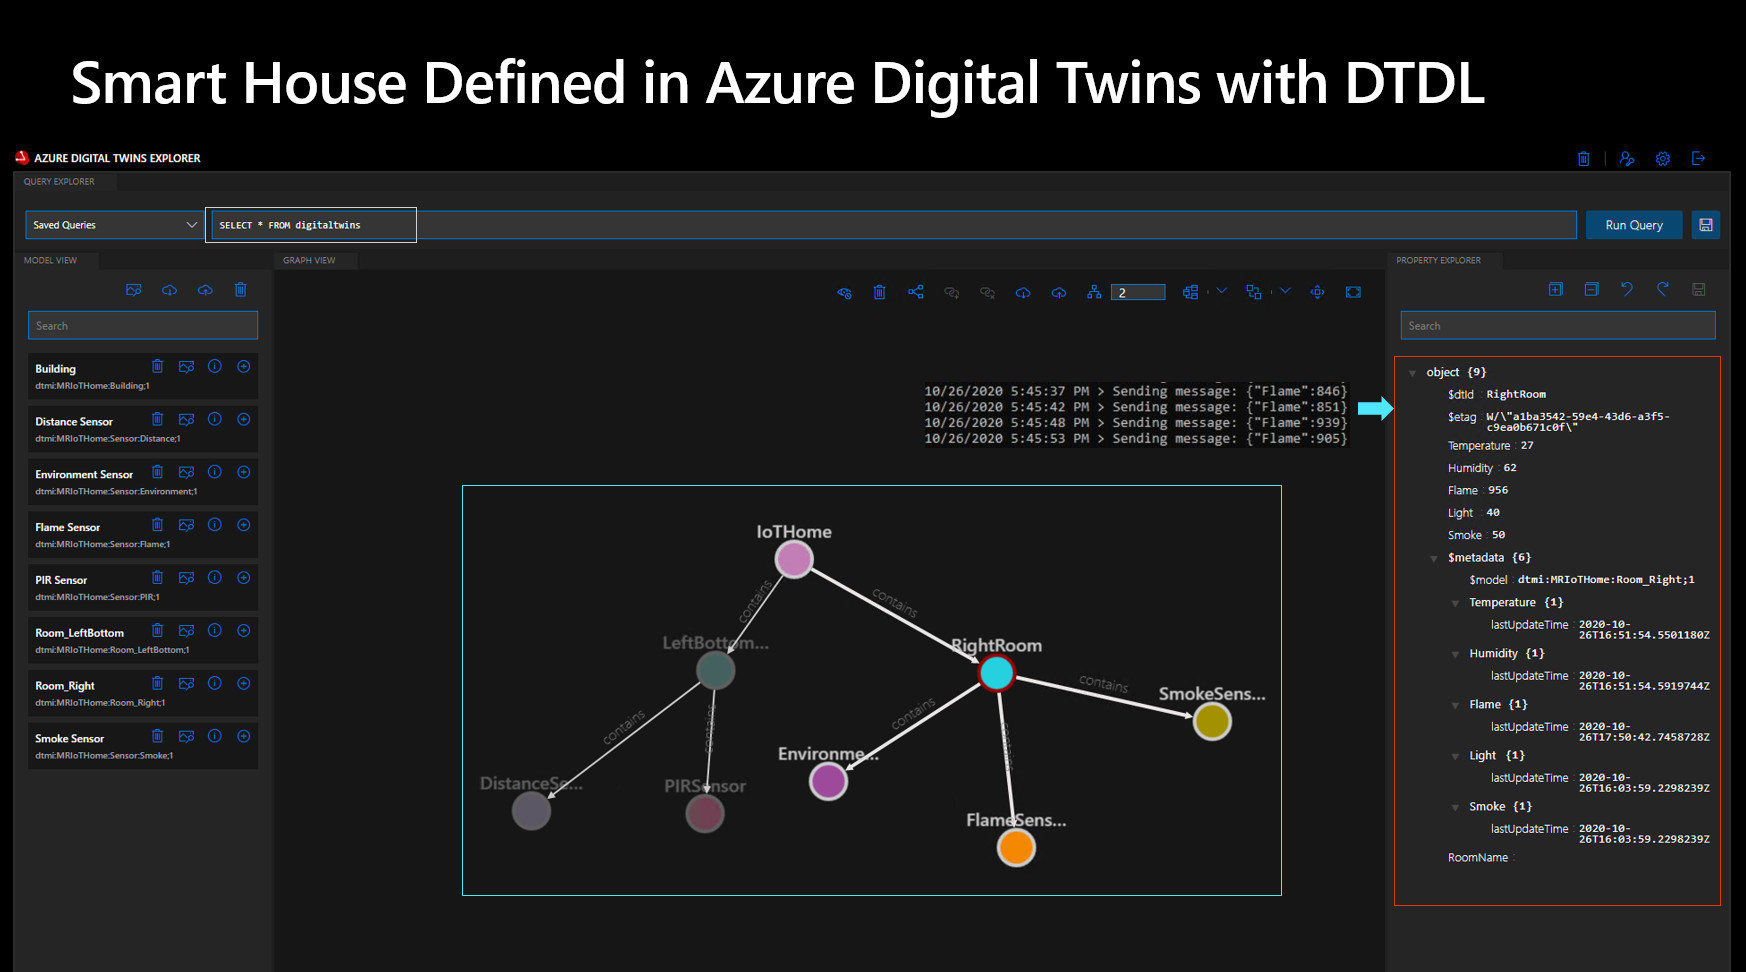 Smart House Defined in Azure Digital Twins with DTDL
AZURE DIGITAL TWINS EXPLORER
QUERY EXPLORER
Saved Queries
SELECT * FROM digitaltwins
Run Query
MODEL VIEW
Search
Building
dtmi:MRIoTHome:Building;1
Distance Sensor
dtmi:MRIoTHome:Sensor:Distance;1
Environment Sensor
dtmi:MRIoTHome:Sensor:Environment;1
Flame Sensor
dtmi:MRIoTHome:Sensor:Flame;1
PIR Sensor
dtmi:MRIoTHome:Sensor:PIR;1
Room_LeftBottom
dtmi:MRIoTHome:Room_LeftBottom;1
Room_Right
dtmi:MRIoTHome:Room_Right;1
Smoke Sensor
dtmi:MRIoTHome:Sensor:Smoke;1
GRAPH VIEW
2
10/26/2020 5:45:37 PM > Sending message: {"Flame":846}
10/26/2020 5:45:42 PM > Sending message: {"Flame":851}
10/26/2020 5:45:48 PM > Sending message: {"Flame":939}
10/26/2020 5:45:53 PM > Sending message: {"Flame":905}
IoTHome
contains
contains
LeftBottom...
RightRoom
contains
contains
contains
contains
contains
SmokeSens...
Environme...
DistanceSe...
PIRSensor
FlameSens...
PROPERTY EXPLORER
Search
object {9}
$dtId : RightRoom
$etag : W/\"a1ba3542-59e4-43d6-a3f5-
c9ea0b671c0f\"
Temperature : 27
Humidity : 62
Flame : 956
Light : 40
Smoke : 50
$metadata {6}
$model : dtmi:MRIoTHome:Room_Right;1
Temperature {1}
lastUpdateTime : 2020-10-
26T16:51:54.5501180Z
Humidity {1}
lastUpdateTime : 2020-10-
26T16:51:54.5919744Z
Flame {1}
lastUpdateTime : 2020-10-
26T17:50:42.7458728Z
Light {1}
lastUpdateTime : 2020-10-
26T16:03:59.2298239Z
Smoke {1}
lastUpdateTime : 2020-10-
26T16:03:59.2298239Z
RoomName :